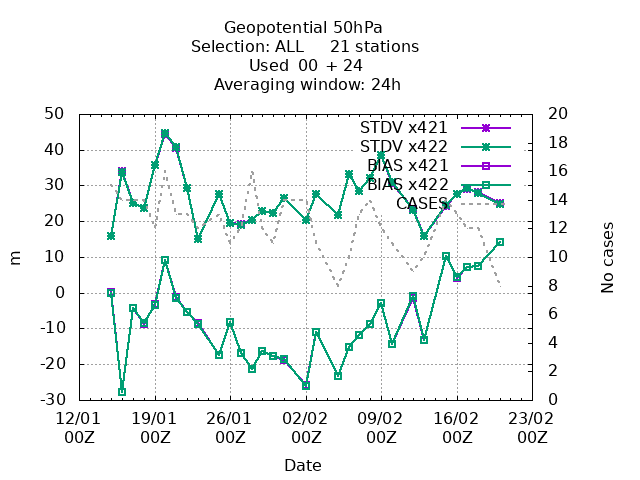 Geopotential 50hPa
Selection: ALL 21 stations
Used 00 + 24
Averaging window: 24h
50
40
30
20
10
0
-10
-20
-30
m
20
18
16
14
12
10
8
6
4
2
0
No cases
STDV x421
STDV x422
BIAS x421
BIAS x422
CASES
12/01 19/01 26/01 02/02 09/02 16/02 23/02
00Z 00Z 00Z 00Z 00Z 00Z 00Z
Date